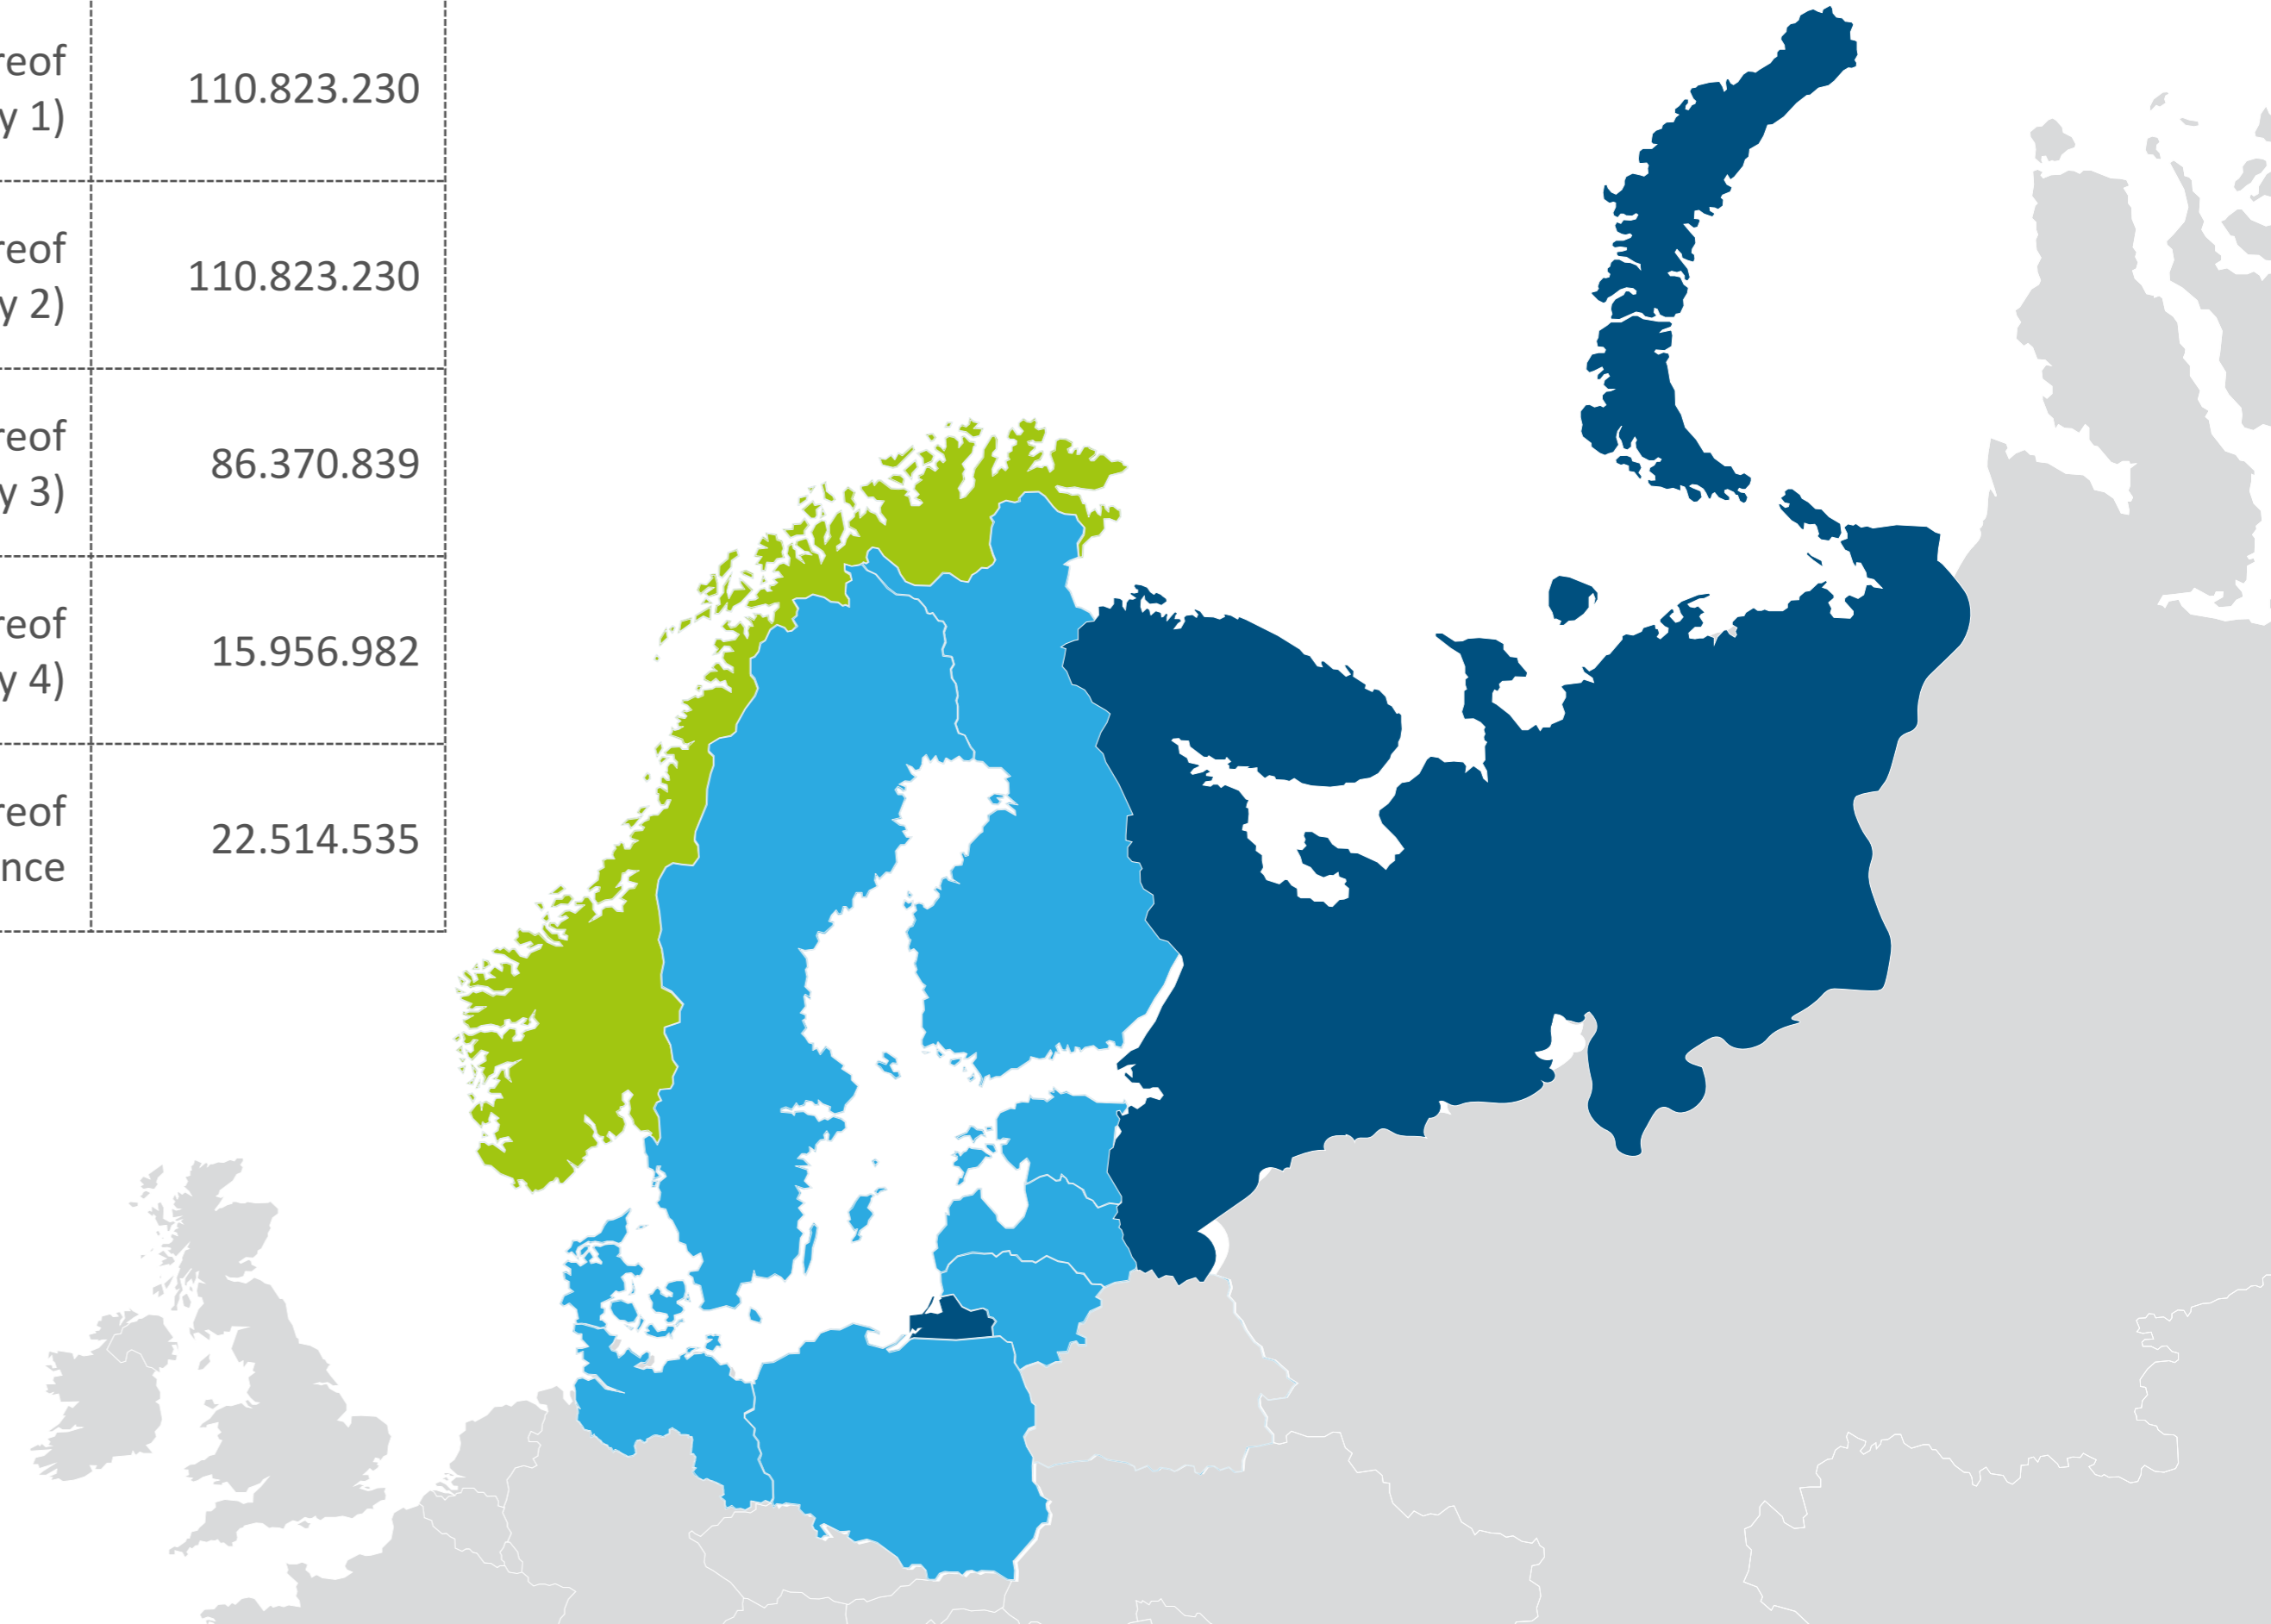 reof
y 1)
110.823.230
reof
y 2)
110.823.230
reof
y 3)
86.370.839
reof
y 4)
15.956.982
reof
nce
22.514.535